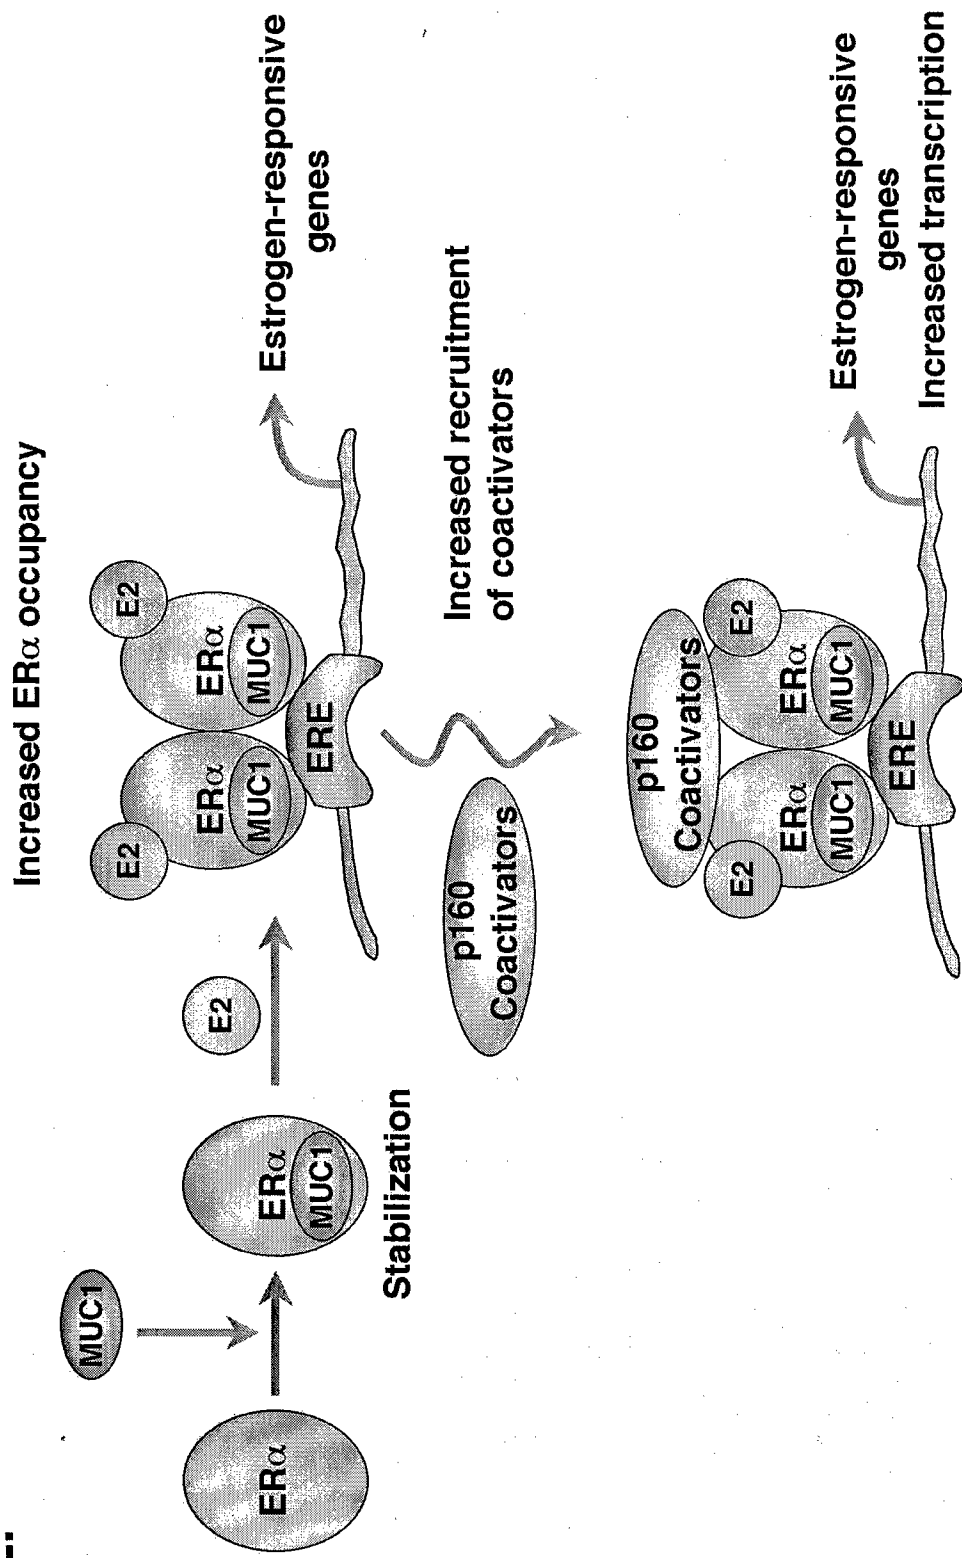 MUC1
ERα
ERα
MUC1
Stabilization
E2
Increased ERα occupancy
E2
E2
ERα
ERα
MUC1
MUC1
ERE
Estrogen-responsive
genes
p160
Coactivators
Increased recruitment
of coactivators
p160
Coactivators
E2
E2
ERα
ERα
MUC1
MUC1
ERE
Estrogen-responsive
genes
Increased transcription